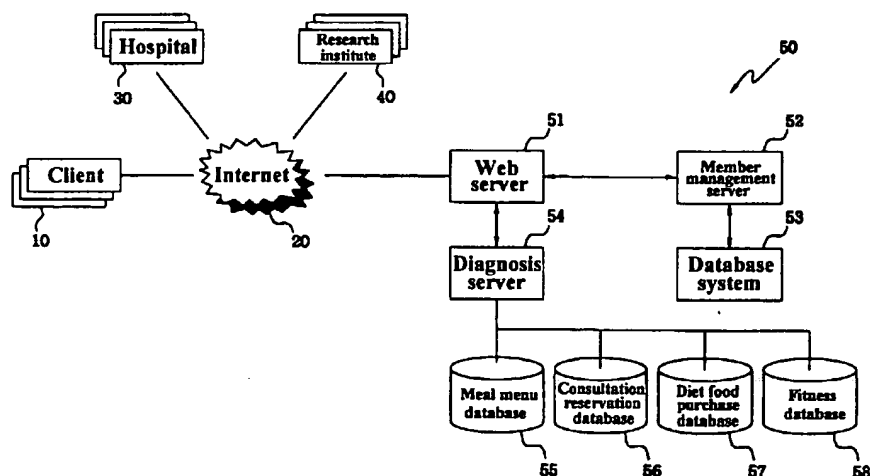 Hospital
30
Research
institute
40
50
Client
10
Internet
20
Web
server
51
Member
management
server
52
Diagnosis
server
54
Database
system
53
Meal menu
database
55
Consultation
reservation
database
56
Diet food
purchase
database
57
Fitness
database
58